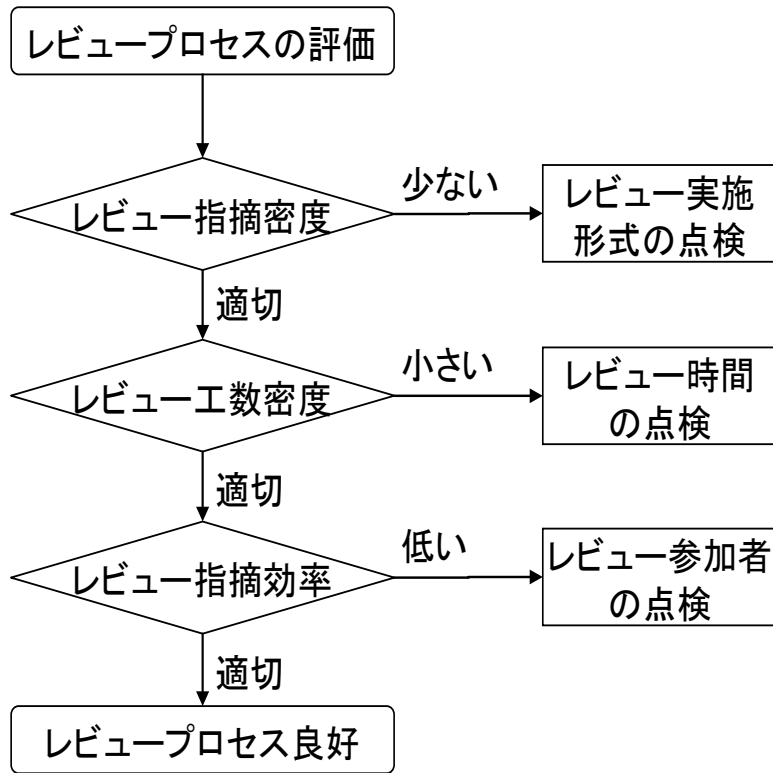 レビュープロセスの評価
レビュー指摘密度
少ない
レビュー実施
形式の点検
適切
レビュー工数密度
小さい
レビュー時間
の点検
適切
レビュー指摘効率
低い
レビュー参加者
の点検
適切
レビュープロセス良好